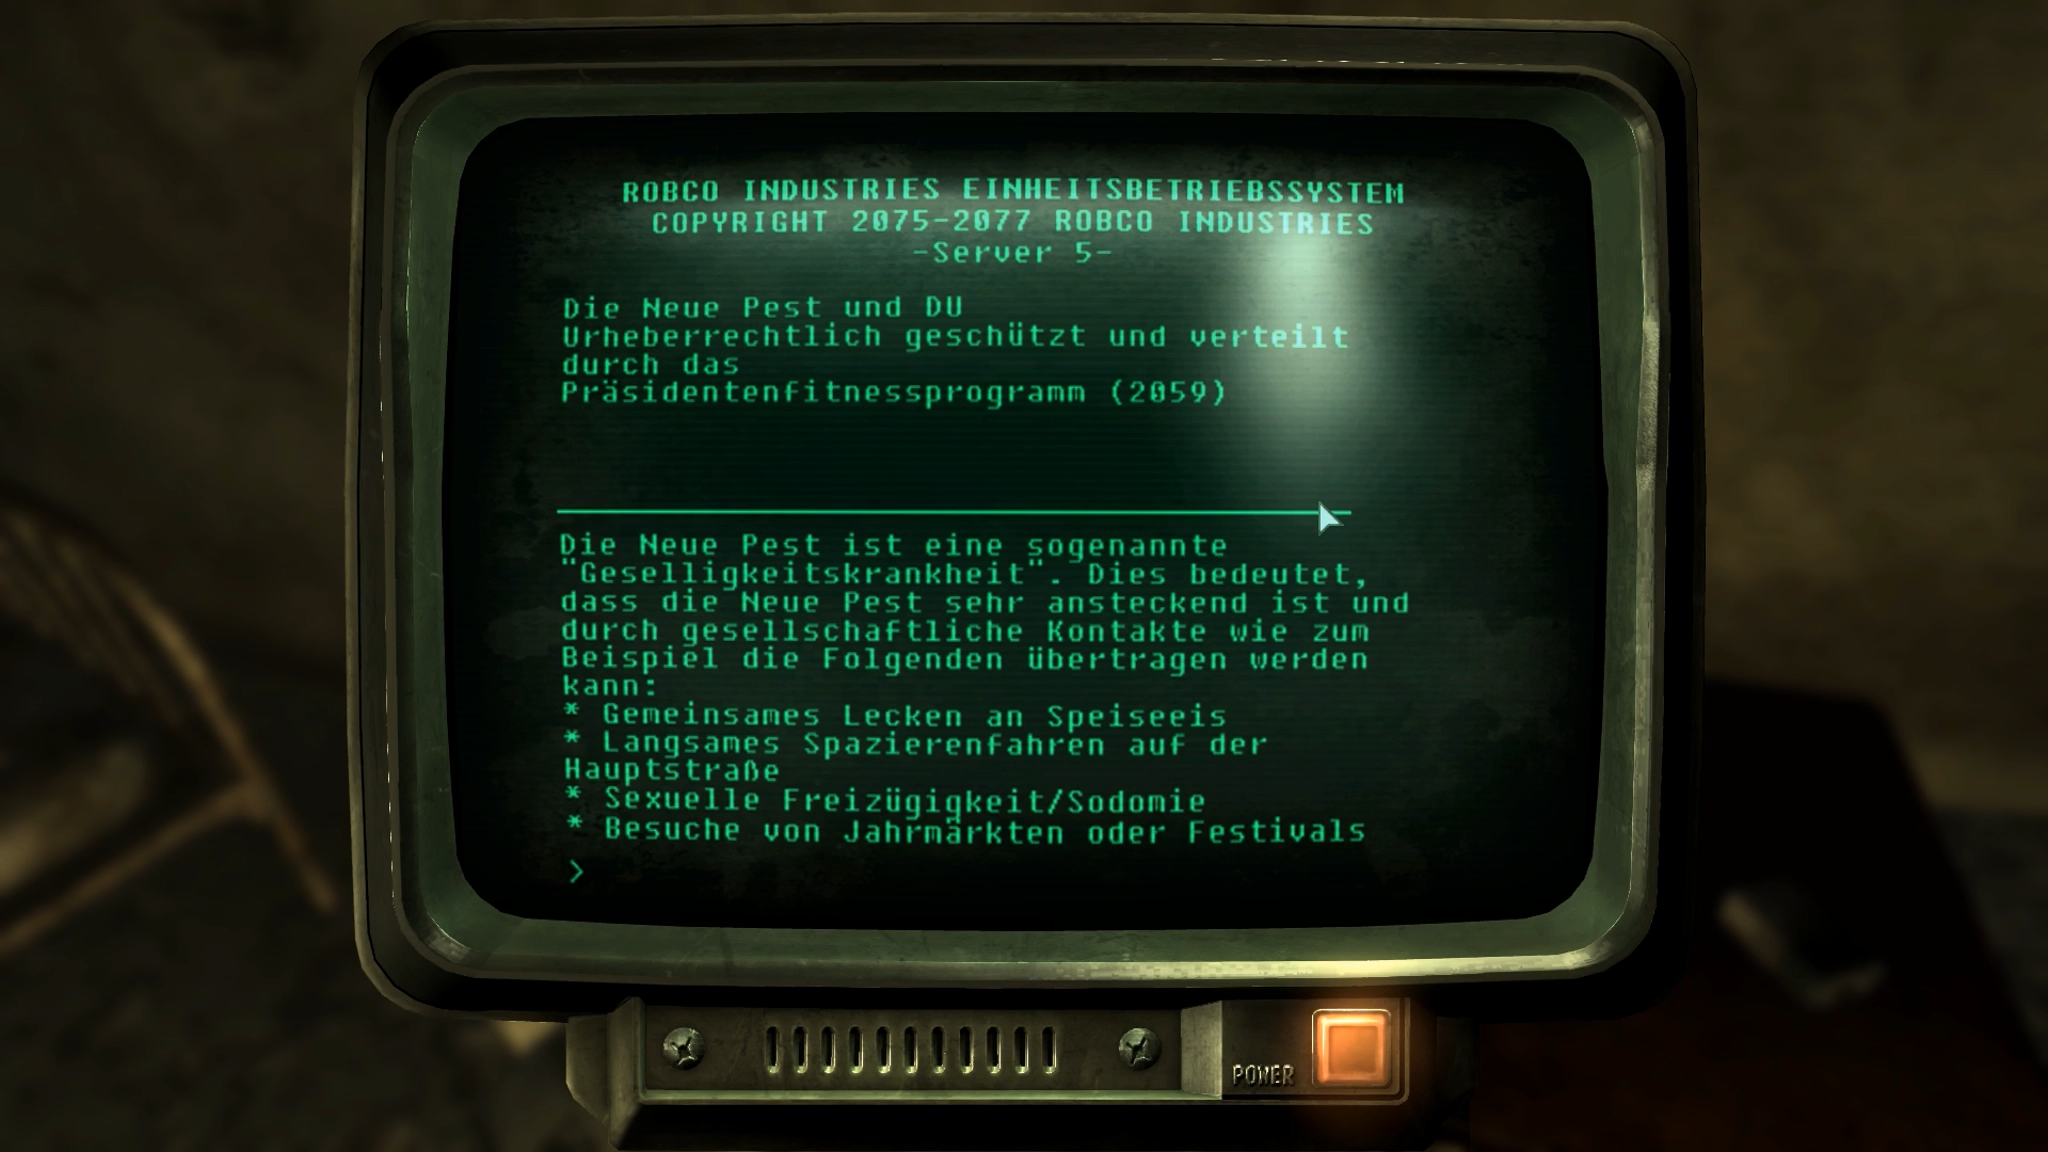 ROBCO INDUSTRIES EINHEITSBETRIEBSSYSTEM
COPYRIGHT 2075-2077 ROBCO INDUSTRIES
-Server 5-
Die Neue Pest und DU
Urheberrechtlich geschützt und verteilt
durch das
Präsidentenfitnessprogramm (2059)
Die Neue Pest ist eine sogenannte
"Geselligkeitskrankheit". Dies bedeutet,
dass die Neue Pest sehr ansteckend ist und
durch gesellschaftliche Kontakte wie zum
Beispiel die Folgenden übertragen werden
kann:
* Gemeinsames Lecken an Speiseeis
* Langsames Spazierenfahren auf der
Hauptstraße
* Sexuelle Freizügigkeit/Sodomie
* Besuche von Jahrmärkten oder Festivals
>
POWER